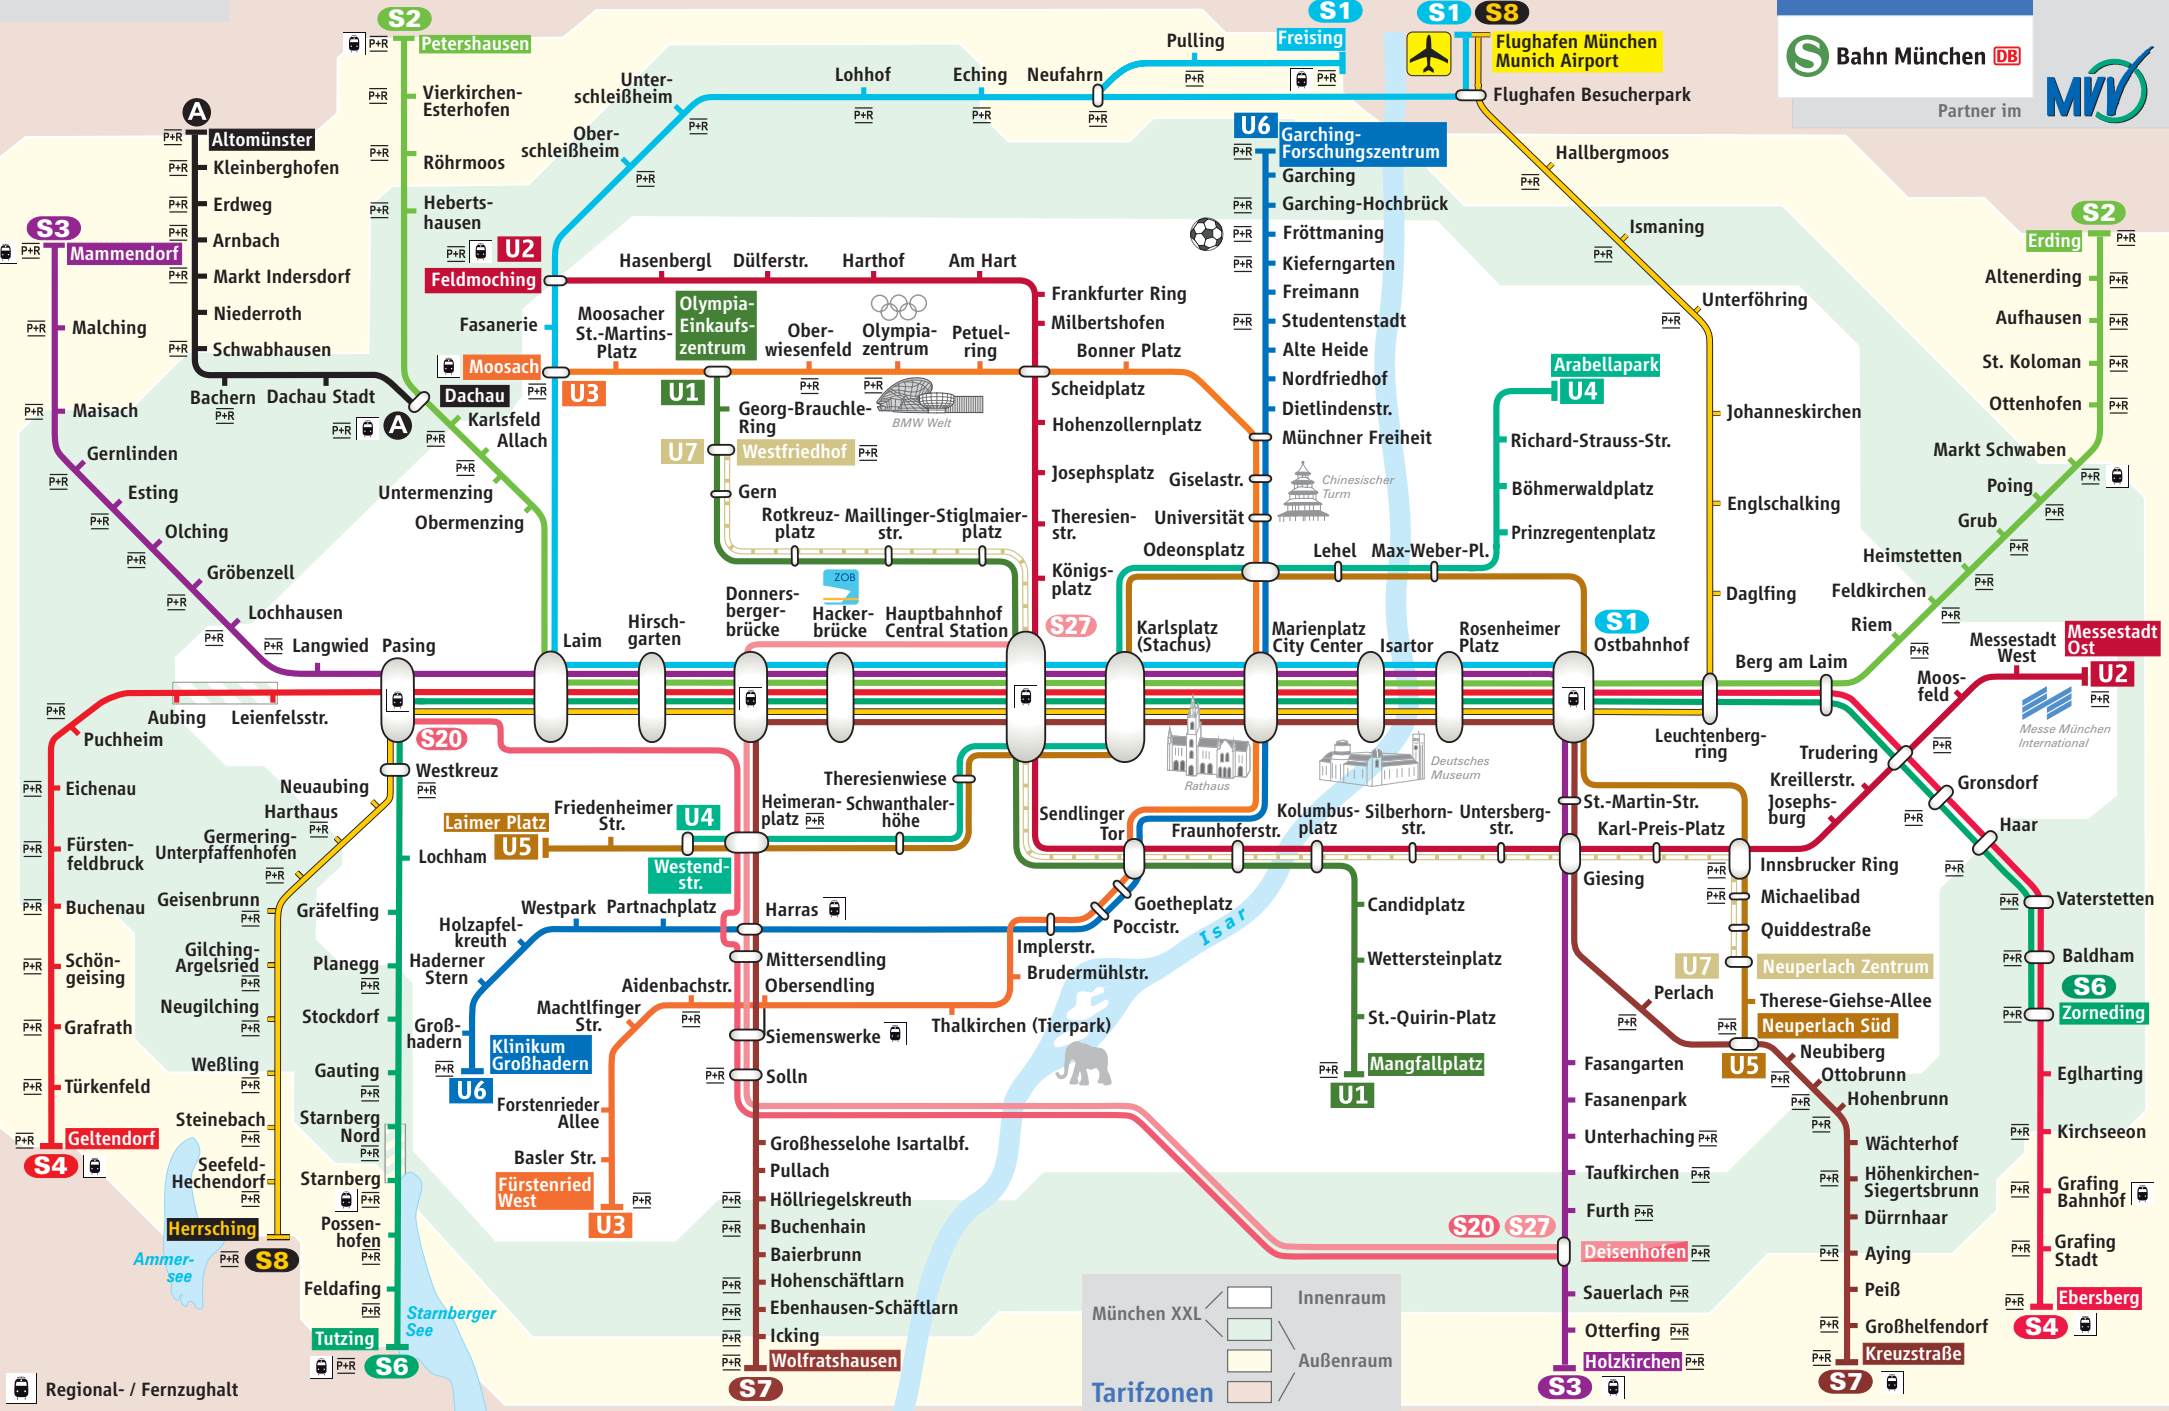 S2
Petershausen
P+R
Vierkirchen-
Esterhofen
P+R
Röhrmoos
P+R
Heberts-
hausen
P+R
A
Altomünster
P+R
Kleinberghofen
P+R
Erdweg
P+R
Arnbach
P+R
Markt Indersdorf
P+R
Niederroth
Schwabhausen
P+R
Bachern
P+R
Dachau Stadt
Dachau
P+R
A
Karlsfeld
P+R
Allach
P+R
Untermenzing
Obermenzing
S3
Mammendorf
P+R
Malching
P+R
Maisach
P+R
Gernlinden
P+R
Esting
P+R
Olching
P+R
Gröbenzell
P+R
Lochhausen
P+R
Langwied
P+R
S1
Freising
P+R
Pulling
P+R
Neufahrn
P+R
Eching
P+R
Lohhof
P+R
Unter-
schleißheim
P+R
Ober-
schleißheim
P+R
S1
S8
Flughafen München
Munich Airport
Flughafen Besucherpark
Hallbergmoos
P+R
Ismaning
P+R
Unterföhring
P+R
Johanneskirchen
Englschalking
Daglfing
S Bahn München DB
MVV
Partner im
P+R
U2
Feldmoching
Hasenbergl
Dülferstr.
Harthof
Am Hart
Frankfurter Ring
Milbertshofen
Fasanerie
Moosach
P+R
U3
Moosacher
St.-Martins-
Platz
Olympia-
Einkaufs-
zentrum
U1
Ober-
wiesenfeld
P+R
Olympia-
zentrum
P+R
Petuel-
ring
BMW Welt
Scheidplatz
Bonner Platz
Hohenzollernplatz
Josephsplatz
Theresien-
str.
Königs-
platz
Georg-Brauchle-
Ring
U7
Westfriedhof
P+R
Gern
Rotkreuz-
platz
Maillinger-
str.
Stiglmaier-
platz
U6
Garching-
Forschungszentrum
P+R
Garching
Garching-Hochbrück
P+R
Fröttmaning
P+R
Kieferngarten
P+R
Freimann
Studentenstadt
P+R
Alte Heide
Nordfriedhof
Dietlindenstr.
Münchner Freiheit
Giselastr.
Chinesischer
Turm
Universität
Odeonsplatz
Lehel
Max-Weber-Pl.
Arabellapark
U4
Richard-Strauss-Str.
Böhmerwaldplatz
Prinzregentenplatz
S2
Erding
P+R
Altenerding
P+R
Aufhausen
P+R
St. Koloman
P+R
Ottenhofen
P+R
Markt Schwaben
P+R
Poing
P+R
Grub
P+R
Heimstetten
P+R
Feldkirchen
P+R
Riem
P+R
Pasing
Laim
Hirsch-
garten
Donners-
berger-
brücke
ZOB
Hacker-
brücke
Hauptbahnhof
Central Station
S27
Karlsplatz
(Stachus)
Marienplatz
City Center
Isartor
Rosenheimer
Platz
S1
Ostbahnhof
Leuchtenberg-
ring
Berg am Laim
Messestadt
West
Messestadt
Ost
U2
P+R
Moos-
feld
Messe München
International
Trudering
P+R
Kreillerstr.
Josephs-
burg
Gronsdorf
P+R
Haar
P+R
Vaterstetten
P+R
Baldham
P+R
S6
Zorneding
P+R
Eglharting
Kirchseeon
P+R
Grafing
Bahnhof
P+R
Grafing
Stadt
P+R
Ebersberg
P+R
S4
Aubing
Leienfelsstr.
Puchheim
P+R
Eichenau
P+R
Fürsten-
feldbruck
P+R
Buchenau
P+R
Schön-
geising
P+R
Grafrath
P+R
Türkenfeld
P+R
Geltendorf
P+R
S4
S20
Westkreuz
P+R
Neuaubing
Harthaus
P+R
Germering-
Unterpfaffenhofen
P+R
Geisenbrunn
P+R
Gilching-
Argelsried
P+R
Neugilching
P+R
Weßling
P+R
Steinebach
P+R
Seefeld-
Hechendorf
P+R
Herrsching
P+R
S8
Ammer-
see
Lochham
Gräfelfing
Planegg
P+R
Stockdorf
Gauting
P+R
Starnberg
Nord
P+R
Starnberg
P+R
Possen-
hofen
P+R
Feldafing
P+R
Tutzing
P+R
S6
Starnberger
See
Laimer Platz
U5
Friedenheimer
Str.
U4
Westend-
str.
Heimeran-
platz P+R
Schwanthaler-
höhe
Theresienwiese
Harras
Partnachplatz
Westpark
Holzapfel-
kreuth
Haderner
Stern
Groß-
hadern
Klinikum
Großhadern
P+R
U6
Mittersendling
Obersendling
Aidenbachstr.
P+R
Machtlfinger
Str.
Forstenrieder
Allee
Basler Str.
Fürstenried
West
U3
P+R
Siemenswerke
Solln
P+R
Großhesselohe Isartalbf.
Pullach
Höllriegelskreuth
P+R
Buchenhain
P+R
Baierbrunn
Hohenschäftlarn
P+R
Ebenhausen-Schäftlarn
P+R
Icking
P+R
Wolfratshausen
P+R
S7
Rathaus
Deutsches
Museum
Sendlinger
Tor
Fraunhoferstr.
Kolumbus-
platz
Silberhorn-
str.
Untersberg-
str.
Goetheplatz
Poccistr.
Implerstr.
Brudermühlstr.
Thalkirchen (Tierpark)
Isar
Candidplatz
Wettersteinplatz
St.-Quirin-Platz
Mangfallplatz
P+R
U1
St.-Martin-Str.
Karl-Preis-Platz
Giesing
Innsbrucker Ring
P+R
Michaelibad
P+R
Quiddestraße
U7
Neuperlach Zentrum
Therese-Giehse-Allee
Neuperlach Süd
P+R
U5
Perlach
P+R
Neubiberg
P+R
Ottobrunn
P+R
Hohenbrunn
P+R
Wächterhof
Höhenkirchen-
Siegertsbrunn
P+R
Dürrnhaar
Aying
P+R
Peiß
Großhelfendorf
P+R
Kreuzstraße
P+R
S7
Fasangarten
Fasanenpark
Unterhaching P+R
Taufkirchen P+R
Furth P+R
S20
S27
Deisenhofen P+R
Sauerlach P+R
Otterfing P+R
Holzkirchen P+R
S3
München XXL
Innenraum
Außenraum
Tarifzonen
Regional- / Fernzughalt